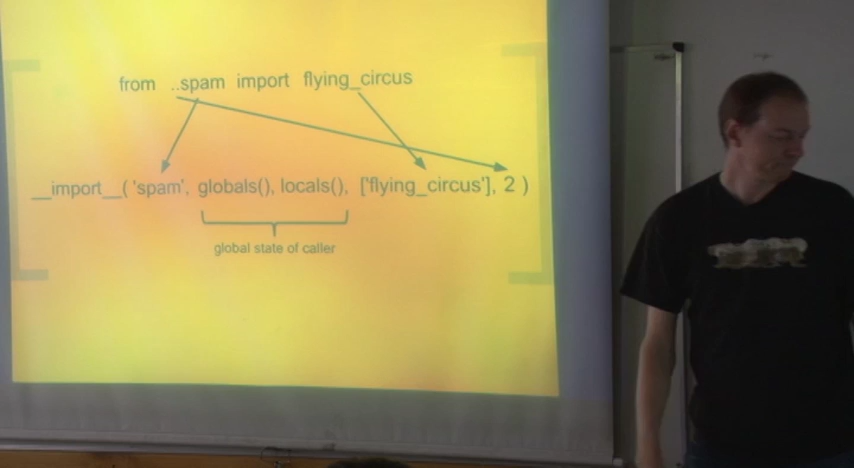 from ..spam import flying_circus
__import__( 'spam', globals(), locals(), ['flying_circus'], 2 )
global state of caller